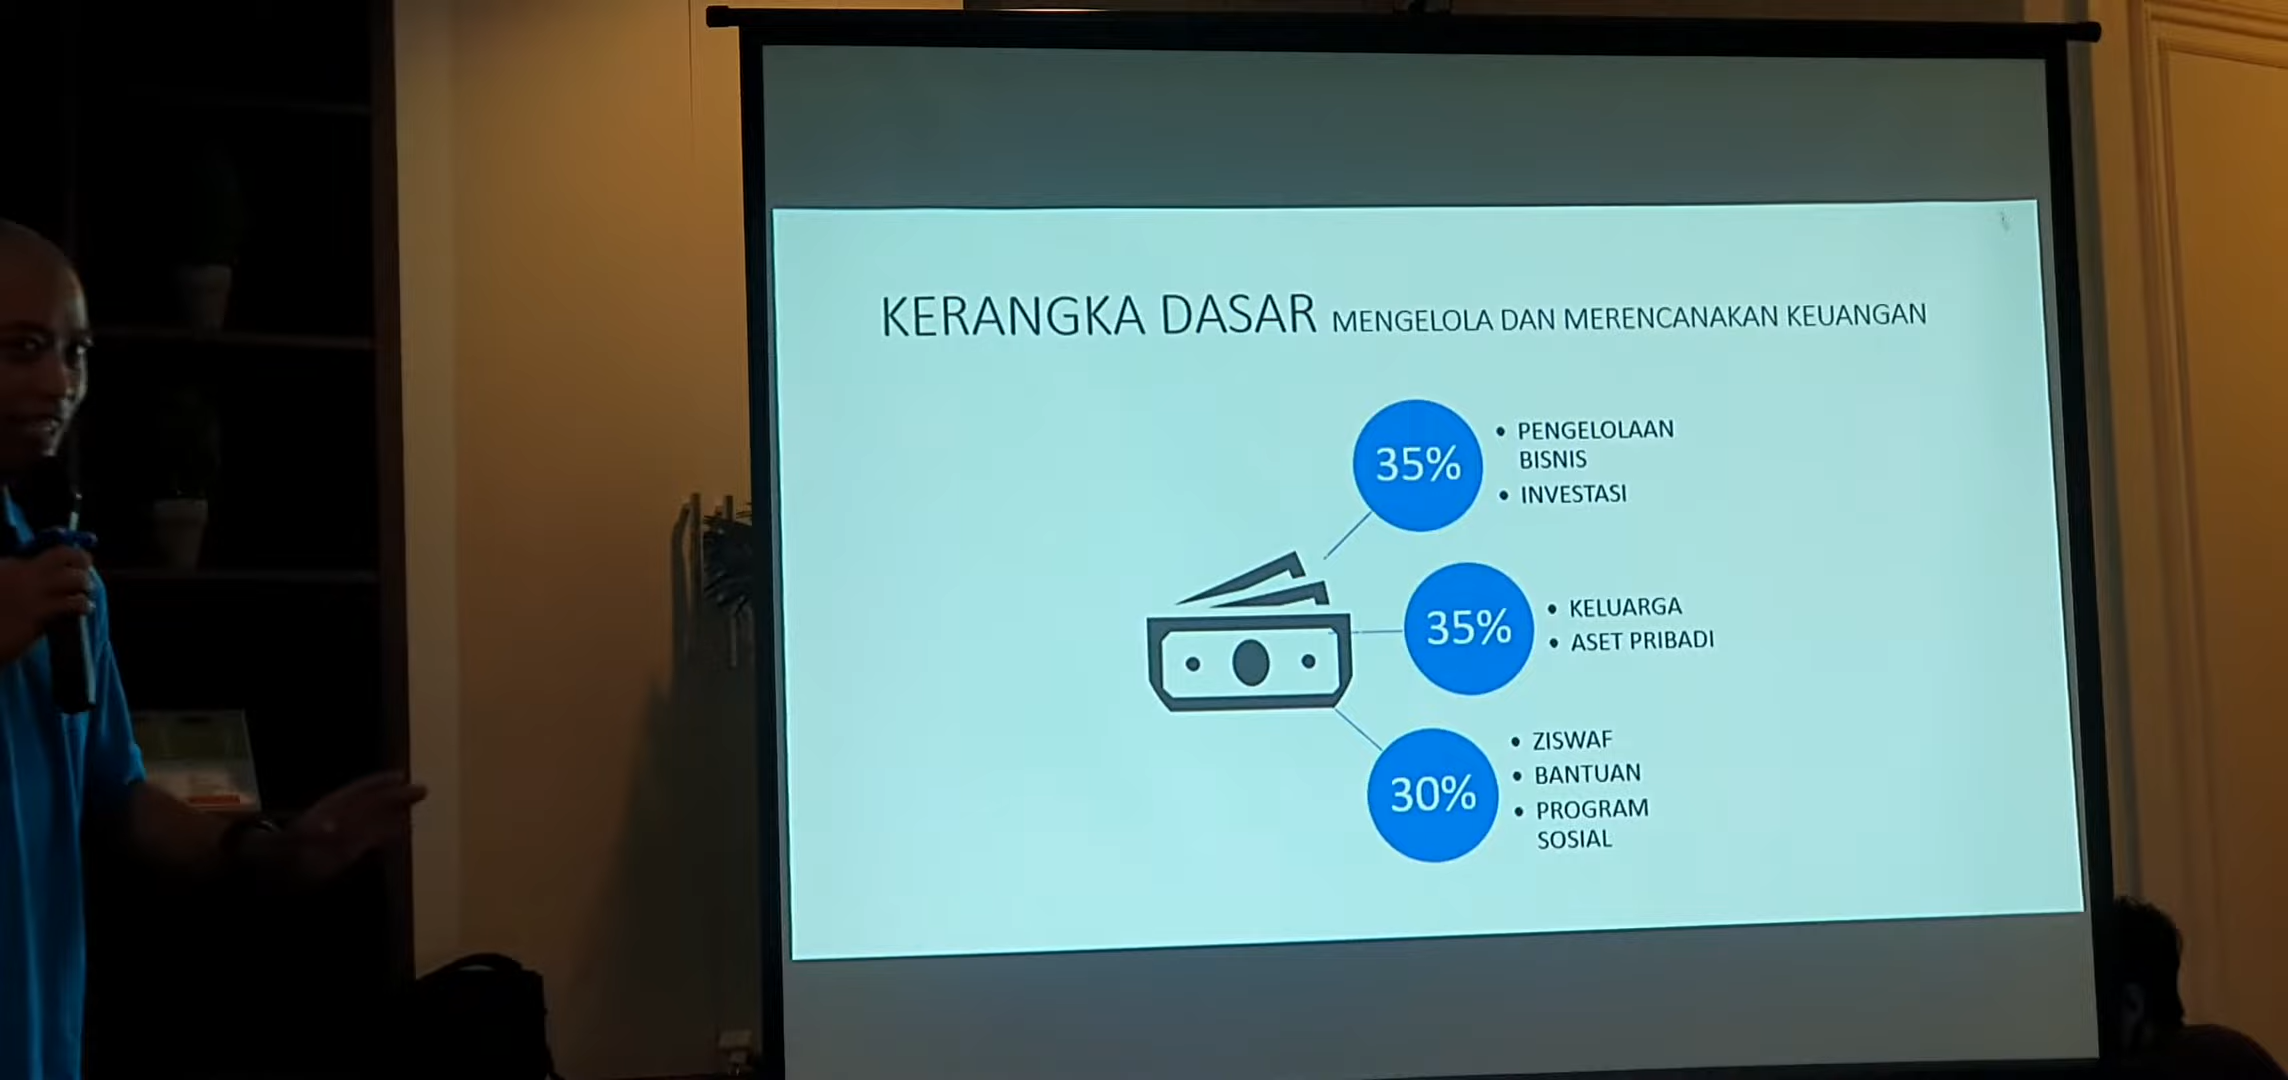 KERANGKA DASAR MENGELOLA DAN MERENCANAKAN KEUANGAN
35%
• PENGELOLAAN
BISNIS
• INVESTASI
35%
• KELUARGA
• ASET PRIBADI
30%
• ZISWAF
• BANTUAN
• PROGRAM
SOSIAL